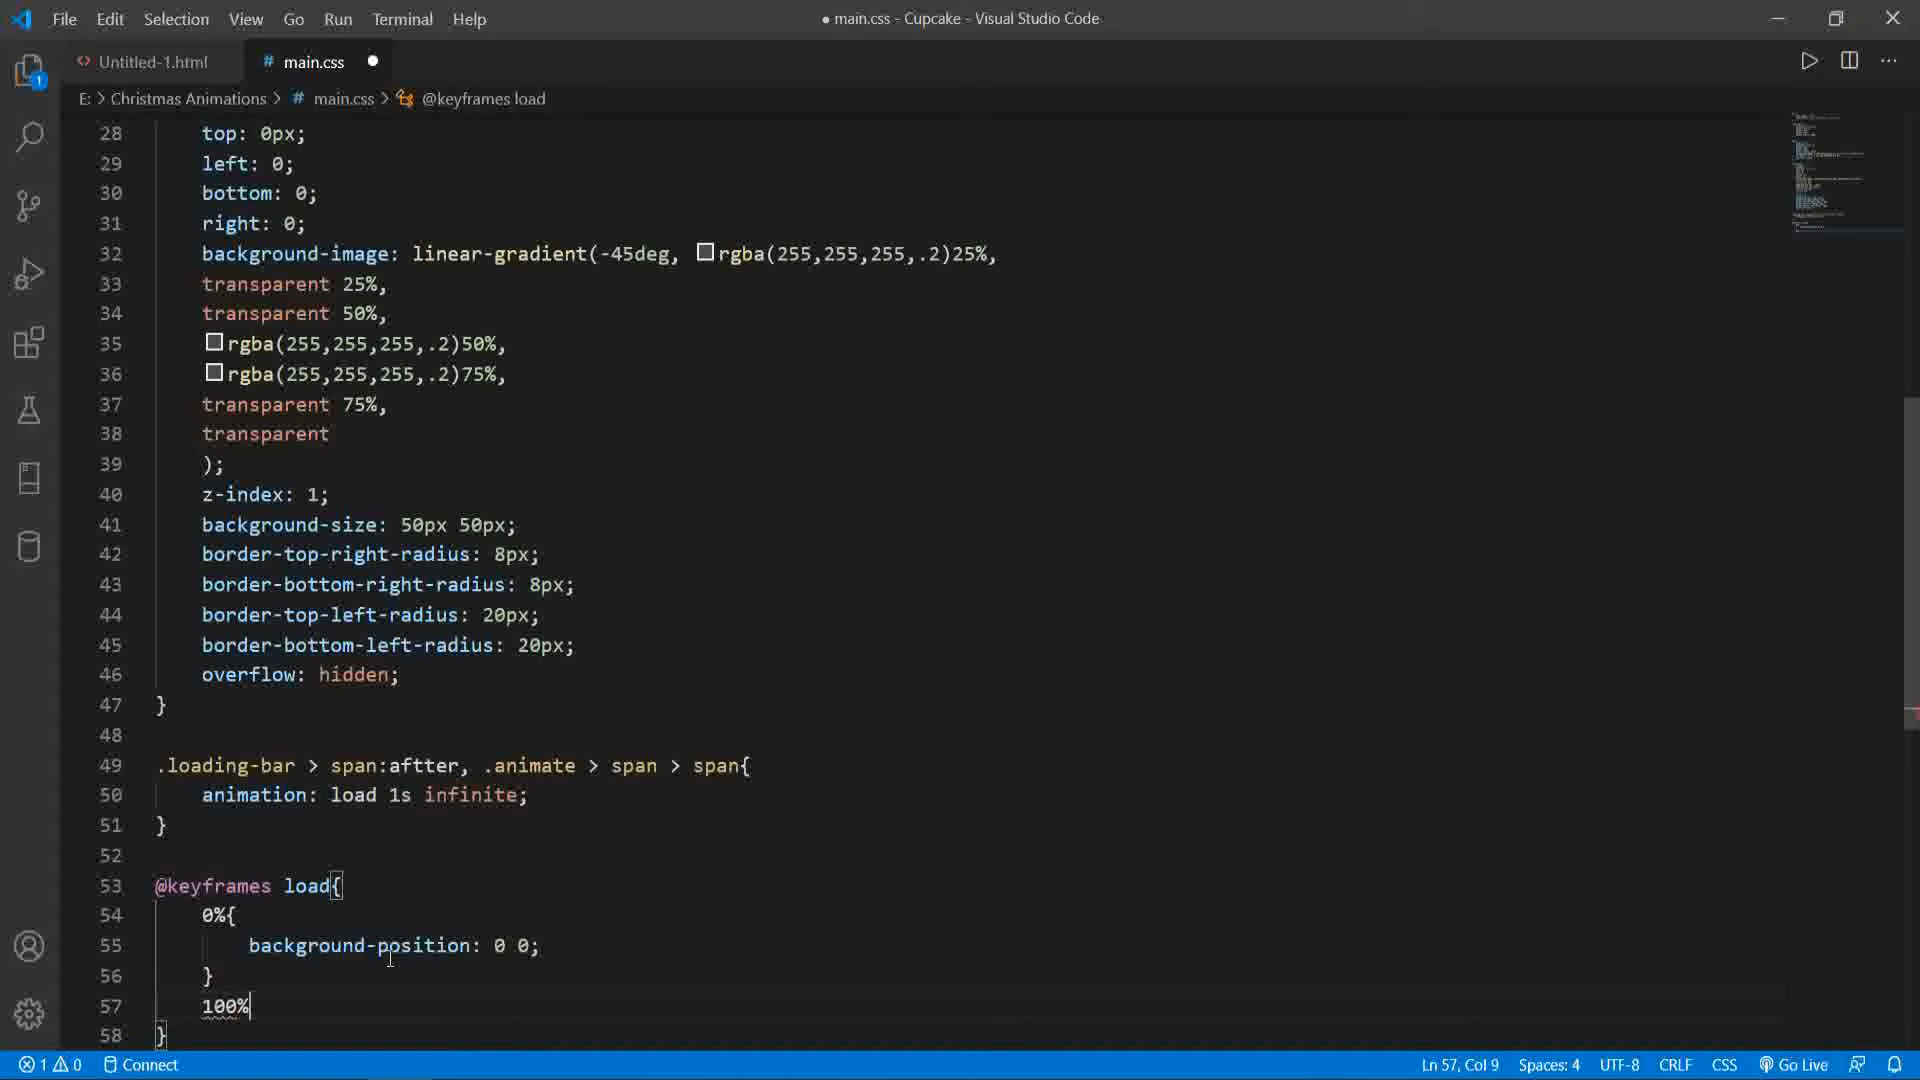 File Edit Selection View Go Run Terminal Help
● main.css - Cupcake - Visual Studio Code
Untitled-1.html
# main.css
E: > Christmas Animations > # main.css > @keyframes load
28 top: 0px;
29 left: 0;
30 bottom: 0;
31 right: 0;
32 background-image: linear-gradient(-45deg, rgba(255,255,255,.2)25%,
33 transparent 25%,
34 transparent 50%,
35 rgba(255,255,255,.2)50%,
36 rgba(255,255,255,.2)75%,
37 transparent 75%,
38 transparent
39 );
40 z-index: 1;
41 background-size: 50px 50px;
42 border-top-right-radius: 8px;
43 border-bottom-right-radius: 8px;
44 border-top-left-radius: 20px;
45 border-bottom-left-radius: 20px;
46 overflow: hidden;
47 }
48
49 .loading-bar > span:aftter, .animate > span > span{
50 animation: load 1s infinite;
51 }
52
53 @keyframes load{
54 0%{
55 background-position: 0 0;
56 }
57 100%
58 }
1
1 0 Connect
Ln 57, Col 9 Spaces: 4 UTF-8 CRLF CSS Go Live